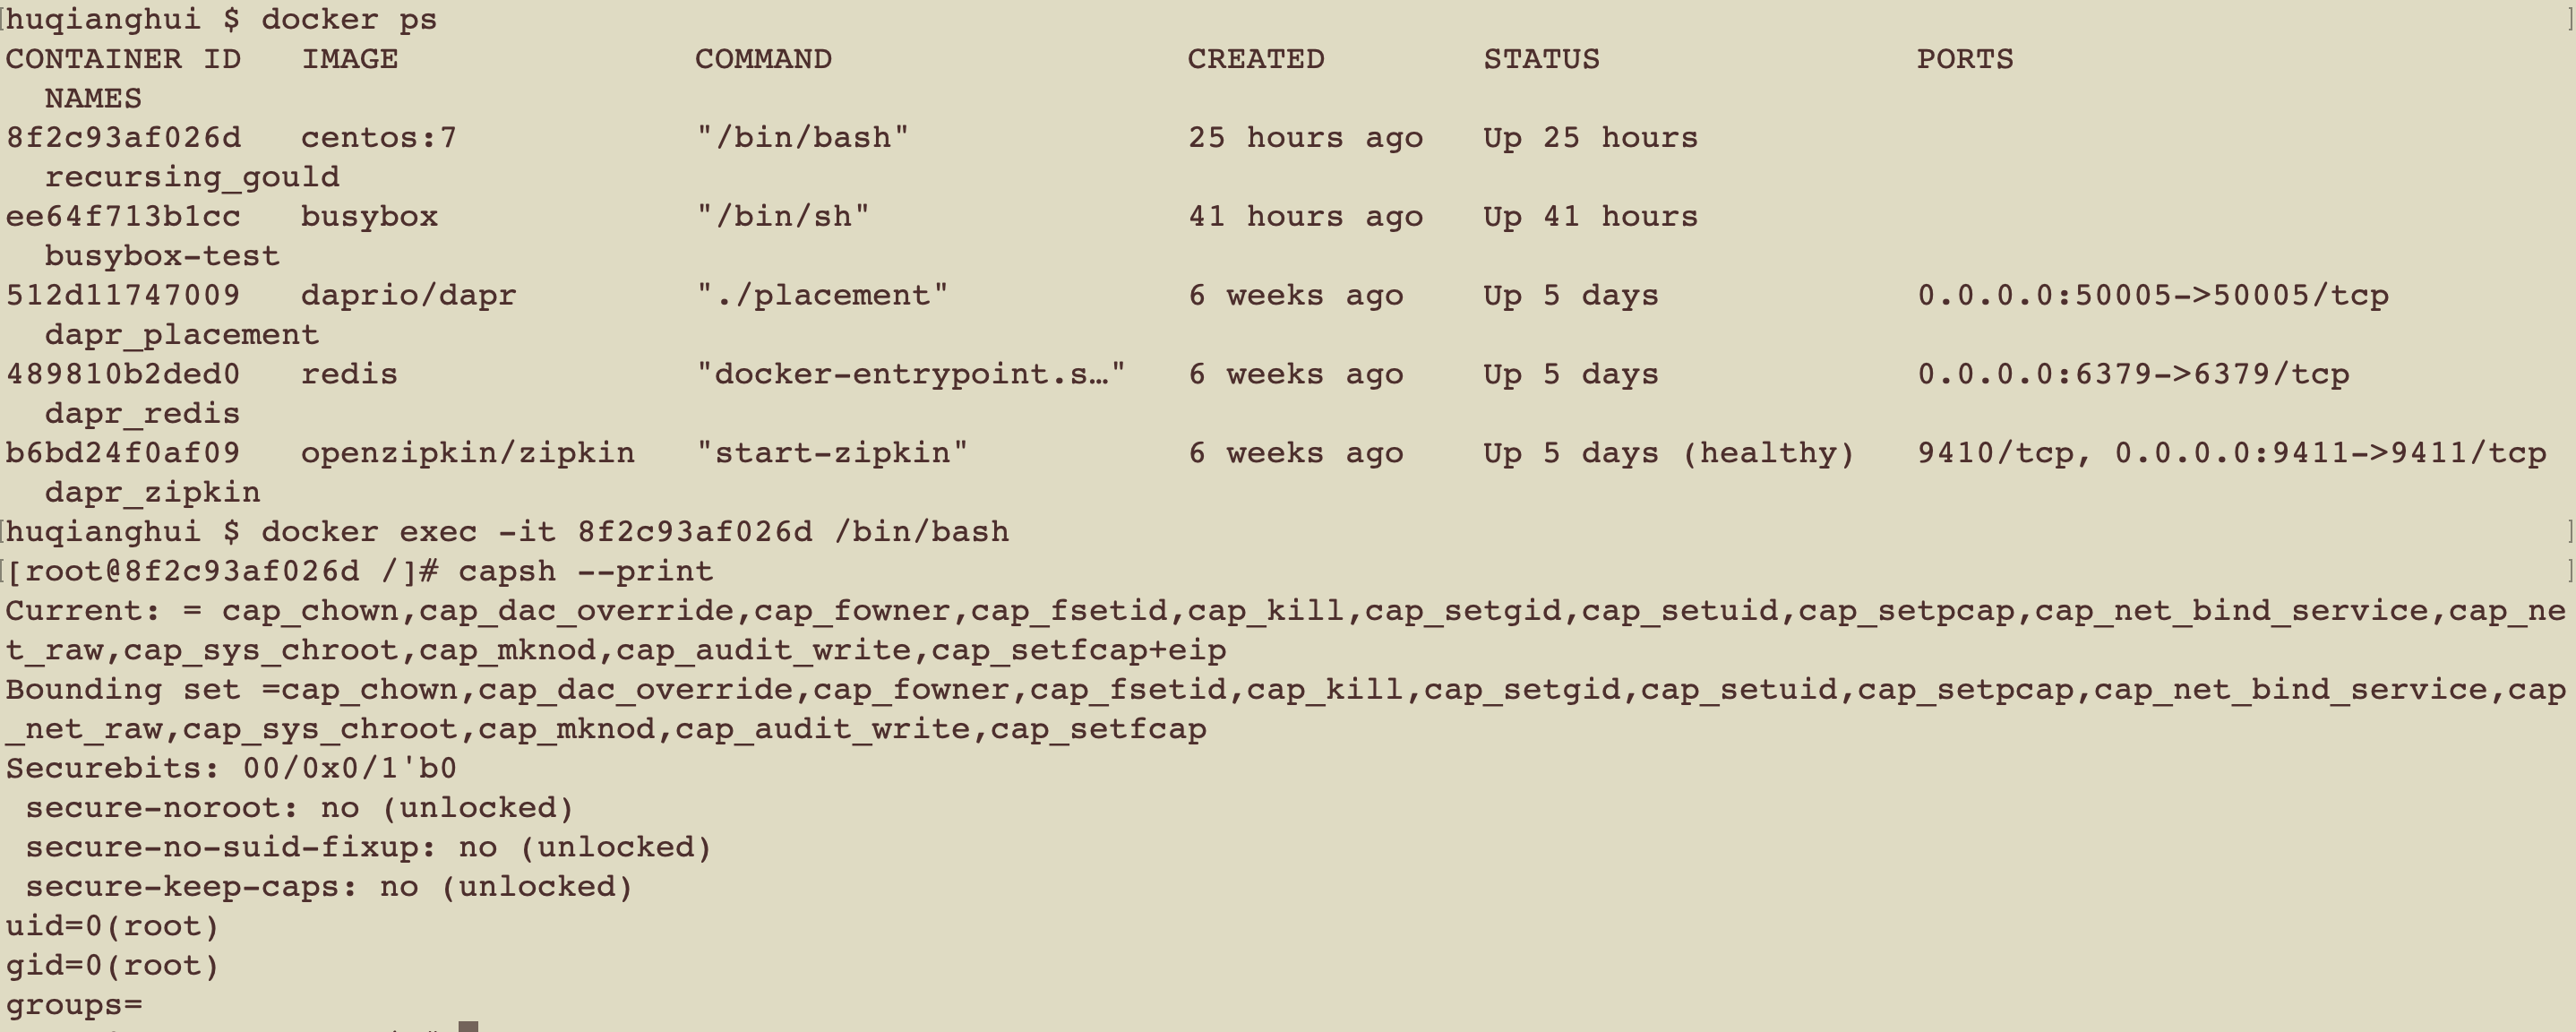 huqianghui $ docker ps
CONTAINER ID   IMAGE               COMMAND                  CREATED        STATUS                PORTS
  NAMES
8f2c93af026d   centos:7            "/bin/bash"              25 hours ago   Up 25 hours
  recursing_gould
ee64f713b1cc   busybox             "/bin/sh"                41 hours ago   Up 41 hours
  busybox-test
512d11747009   daprio/dapr         "./placement"            6 weeks ago    Up 5 days             0.0.0.0:50005->50005/tcp
  dapr_placement
489810b2ded0   redis               "docker-entrypoint.s…"   6 weeks ago    Up 5 days             0.0.0.0:6379->6379/tcp
  dapr_redis
b6bd24f0af09   openzipkin/zipkin   "start-zipkin"           6 weeks ago    Up 5 days (healthy)   9410/tcp, 0.0.0.0:9411->9411/tcp
  dapr_zipkin
huqianghui $ docker exec -it 8f2c93af026d /bin/bash
[root@8f2c93af026d /]# capsh --print
Current: = cap_chown,cap_dac_override,cap_fowner,cap_fsetid,cap_kill,cap_setgid,cap_setuid,cap_setpcap,cap_net_bind_service,cap_ne
t_raw,cap_sys_chroot,cap_mknod,cap_audit_write,cap_setfcap+eip
Bounding set =cap_chown,cap_dac_override,cap_fowner,cap_fsetid,cap_kill,cap_setgid,cap_setuid,cap_setpcap,cap_net_bind_service,cap
_net_raw,cap_sys_chroot,cap_mknod,cap_audit_write,cap_setfcap
Securebits: 00/0x0/1'b0
 secure-noroot: no (unlocked)
 secure-no-suid-fixup: no (unlocked)
 secure-keep-caps: no (unlocked)
uid=0(root)
gid=0(root)
groups=